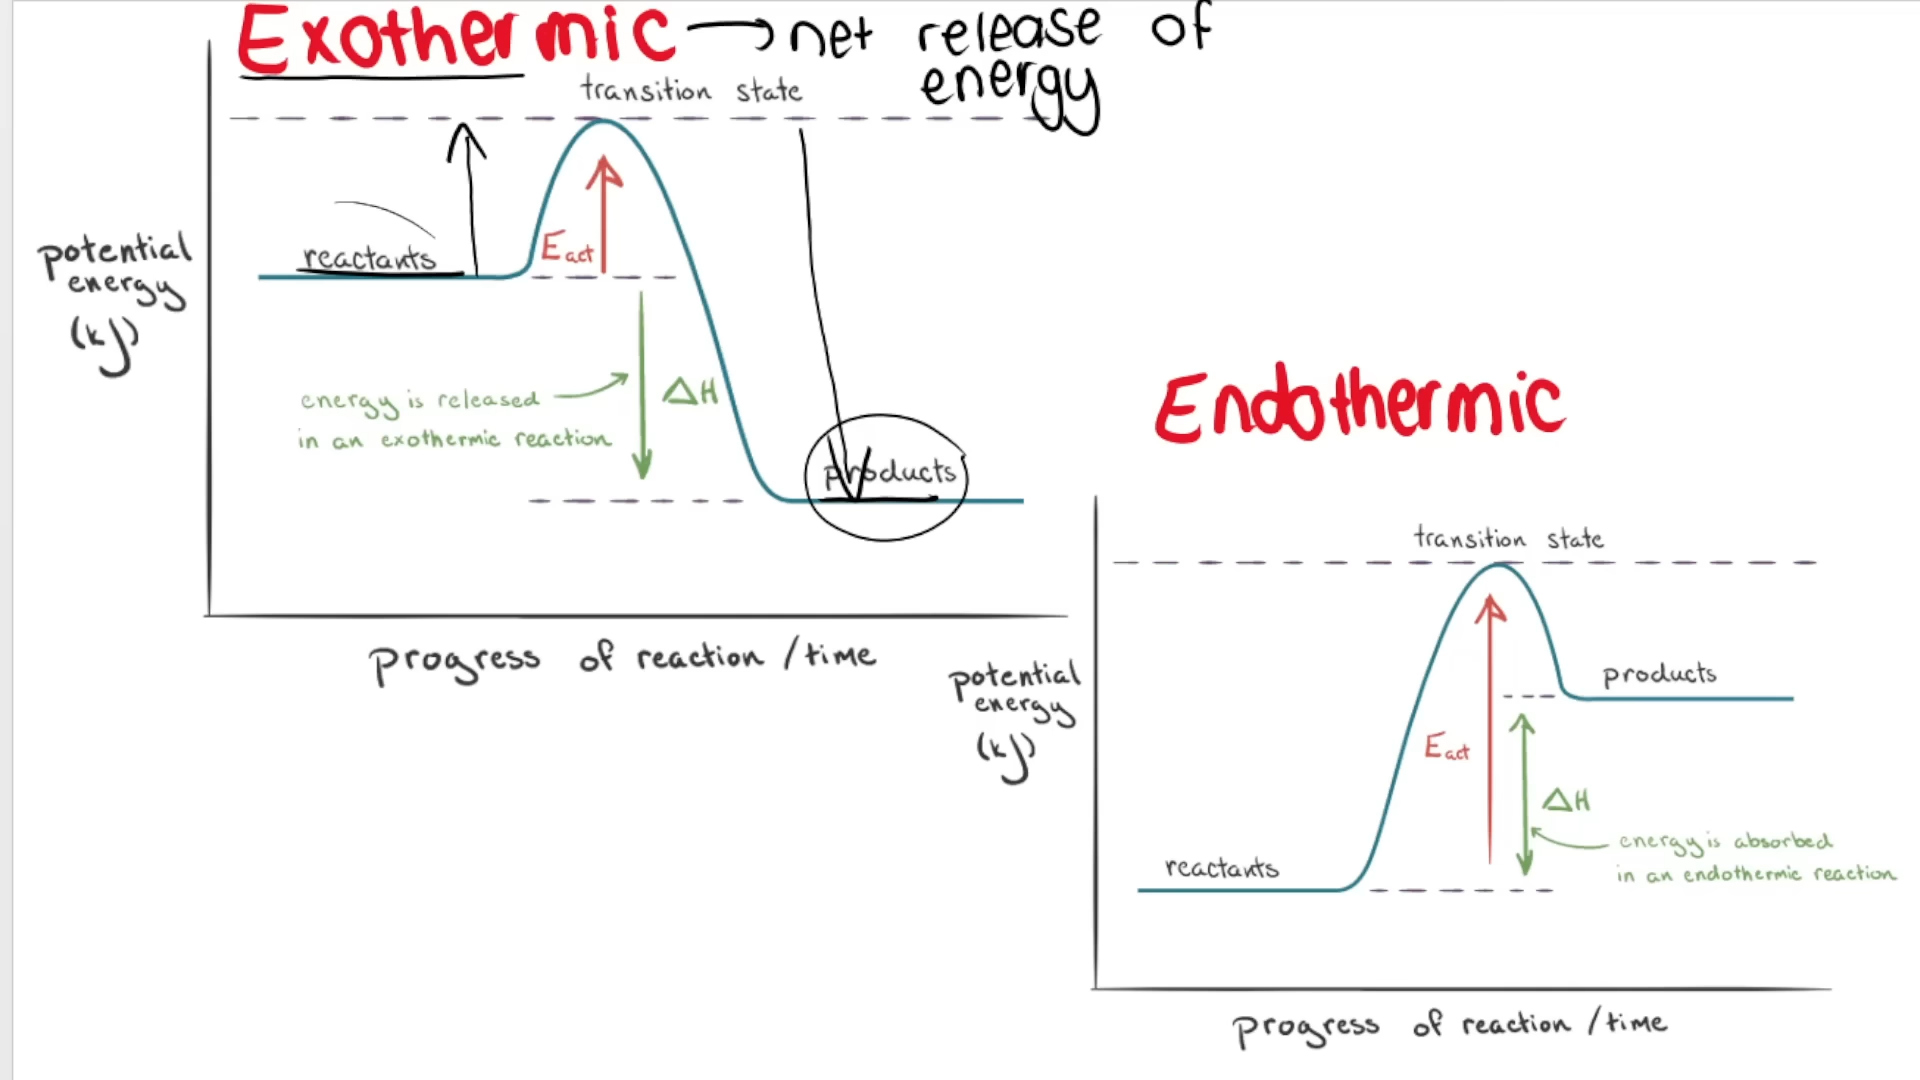 Exothermic → net release of
energy
transition state
reactants
E act
potential
energy
(kJ)
ΔH
energy is released
in an exothermic reaction
products
progress of reaction / time
Endothermic
transition state
potential
energy
(kJ)
products
E act
ΔH
energy is absorbed
in an endothermic reaction
reactants
progress of reaction / time